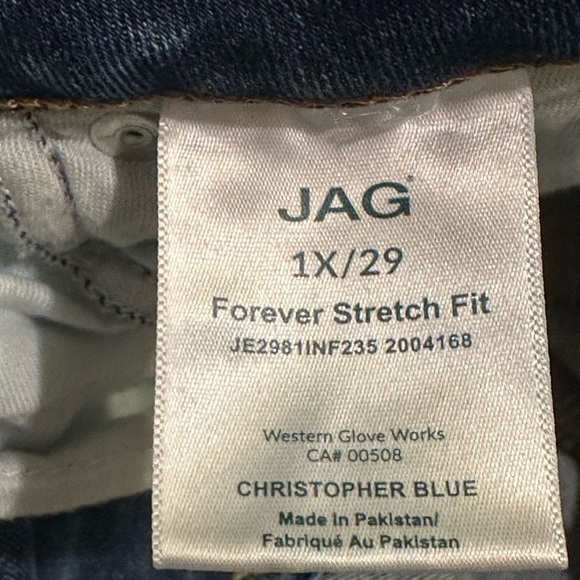 JAG
1X/29
Forever Stretch Fit
JE2981INF235 2004168
Western Glove Works
CA# 00508
CHRISTOPHER BLUE
Made In Pakistan/
Fabriqué Au Pakistan